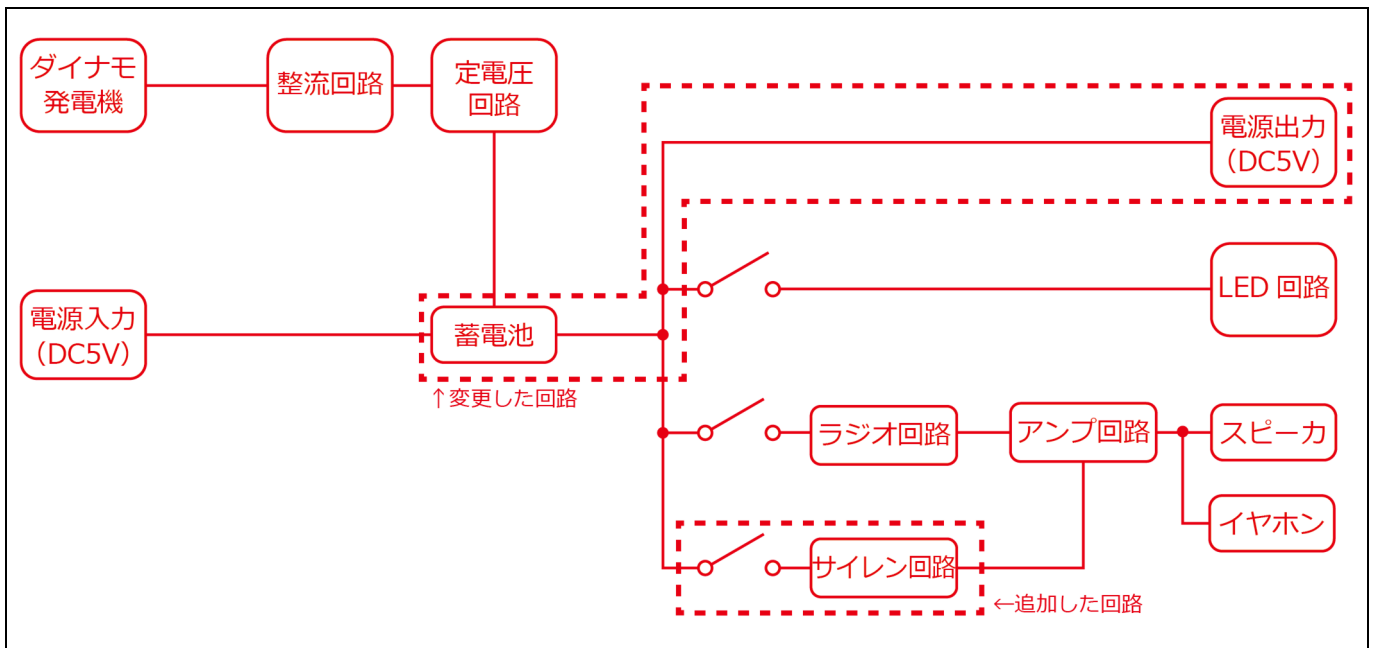 ダイナモ
発電機
整流回路
定電圧
回路
電源出力
(DC5V)
LED 回路
電源入力
(DC5V)
蓄電池
↑変更した回路
ラジオ回路
アンプ回路
スピーカ
イヤホン
サイレン回路
←追加した回路